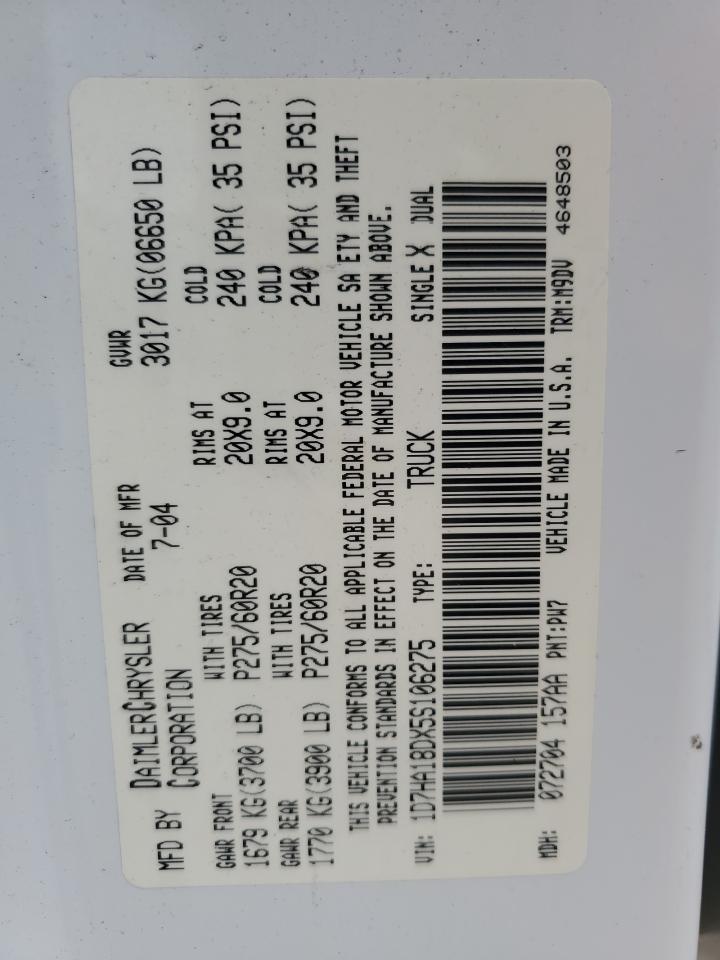 MFD BY DAIMLERCHRYSLER CORPORATION
DATE OF MFR 7-04
GVWR 3017 KG(06650 LB)
GAWR FRONT WITH TIRES RIMS AT COLD
1679 KG(3700 LB) P275/60R20 20X9.0 240 KPA( 35 PSI)
GAWR REAR WITH TIRES RIMS AT COLD
1770 KG(3900 LB) P275/60R20 20X9.0 240 KPA( 35 PSI)
THIS VEHICLE CONFORMS TO ALL APPLICABLE FEDERAL MOTOR VEHICLE SA ETY AND THEFT
PREVENTION STANDARDS IN EFFECT ON THE DATE OF MANUFACTURE SHOWN ABOVE.
VIN: 1D7HA18DX5S106275 TYPE: TRUCK SINGLE X DUAL
MDH: 072704 157AA PNT:PW7 VEHICLE MADE IN U.S.A. TRM:M9DV 4648503